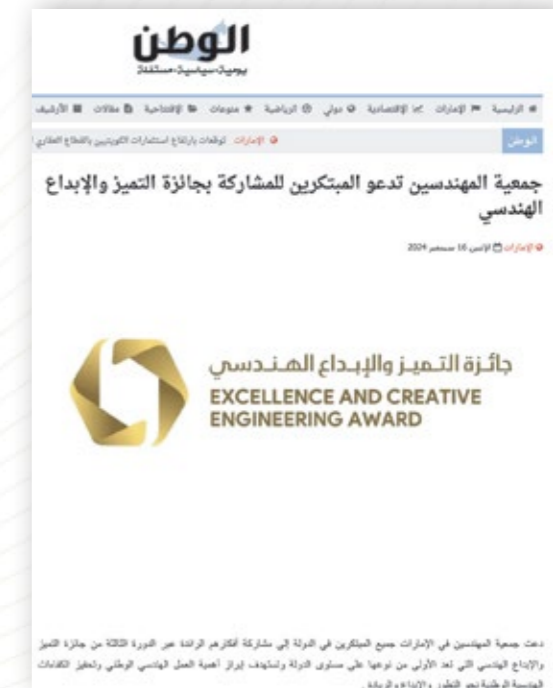 الوطن
يومية-سياسية-مستقلة
الرئيسية الإمارات الإقتصادية دولي الرياضية منوعات الإفتتاحية مقالات الأرشيف
الوطن
الإمارات توقعات بارتفاع استثمارات الكويتيين بالقطاع العقاري
جمعية المهندسين تدعو المبتكرين للمشاركة بجائزة التميز والإبداع
الهندسي
الإمارات الإثنين 16 سبتمبر 2024
جائزة التميز والإبداع الهندسي
EXCELLENCE AND CREATIVE
ENGINEERING AWARD
دعت جمعية المهندسين في الإمارات جميع المبتكرين في الدولة إلى مشاركة أفكارهم الرائدة عبر الدورة الثالثة من جائزة التميز
والإبداع الهندسي التي تعد الأولى من نوعها على مستوى الدولة وتستهدف إبراز أهمية العمل الهندسي الوطني وتحفيز الكفاءات
الهندسية الوطنية نحو التطور والإبداع والريادة.